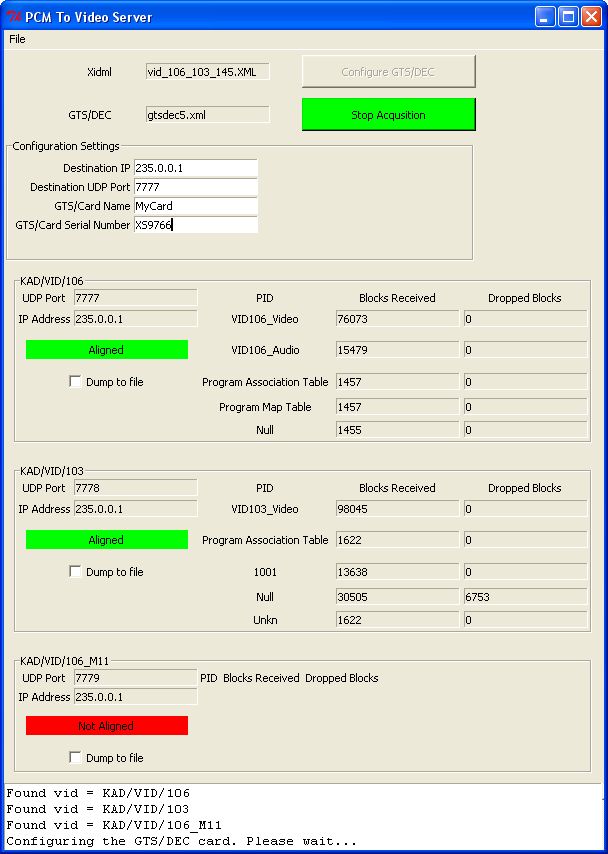 PCM To Video Server
File
Xidml vid_106_103_145.XML Configure GTS/DEC
GTS/DEC gtsdec5.xml Stop Acqusition
Configuration Settings
Destination IP 235.0.0.1
Destination UDP Port 7777
GTS/Card Name MyCard
GTS/Card Serial Number XS9766
KAD/VID/106
UDP Port 7777 PID Blocks Received Dropped Blocks
IP Address 235.0.0.1 VID106_Video 76073 0
Aligned VID106_Audio 15479 0
Dump to file Program Association Table 1457 0
Program Map Table 1457 0
Null 1455 0
KAD/VID/103
UDP Port 7778 PID Blocks Received Dropped Blocks
IP Address 235.0.0.1 VID103_Video 98045 0
Aligned Program Association Table 1622 0
Dump to file 1001 13638 0
Null 30505 6753
Unkn 1622 0
KAD/VID/106_M11
UDP Port 7779 PID Blocks Received Dropped Blocks
IP Address 235.0.0.1
Not Aligned
Dump to file
Found vid = KAD/VID/106
Found vid = KAD/VID/103
Found vid = KAD/VID/106_M11
Configuring the GTS/DEC card. Please wait...